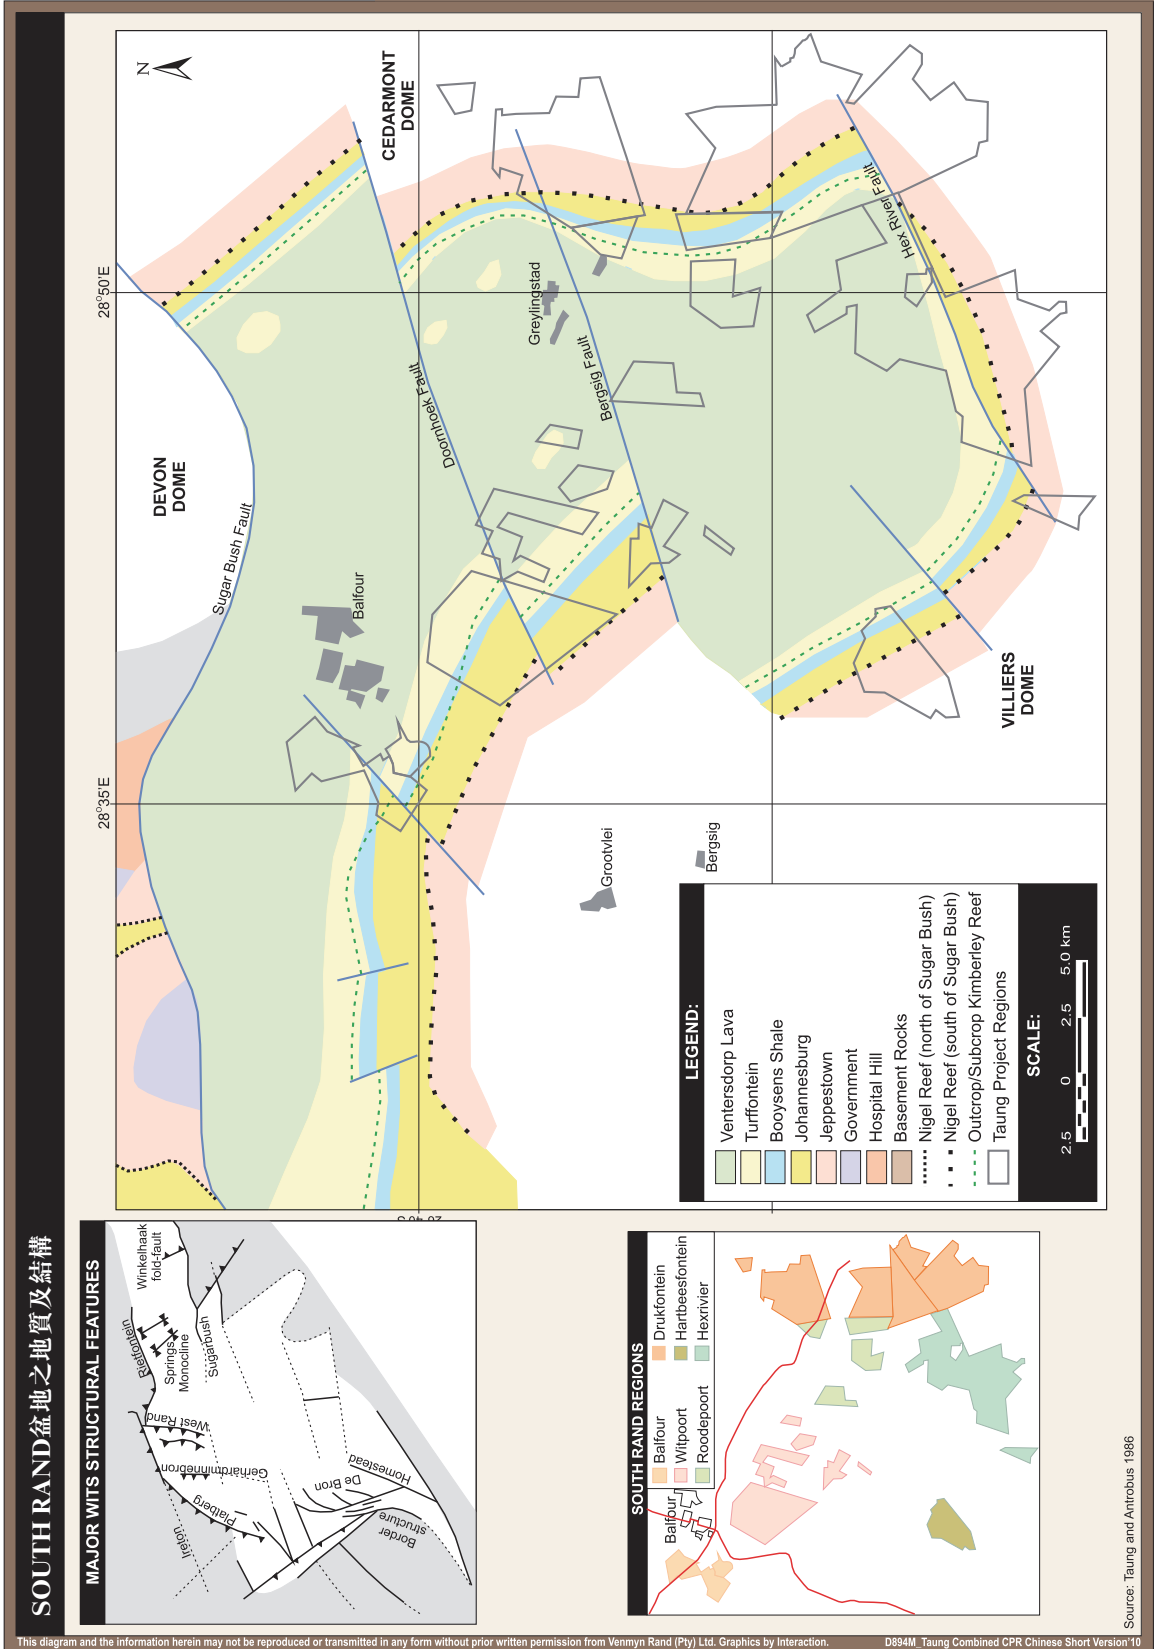 SOUTH RAND盆地之地質及結構
N
CEDARMONT
DOME
DEVON
DOME
VILLIERS
DOME
28°50'E
28°35'E
Sugar Bush Fault
Doornhoek Fault
Bergsig Fault
Hex River Fault
Greylingstad
Balfour
Grootvlei
Bergsig
LEGEND:
Ventersdorp Lava
Turffontein
Booysens Shale
Johannesburg
Jeppestown
Government
Hospital Hill
Basement Rocks
Nigel Reef (north of Sugar Bush)
Nigel Reef (south of Sugar Bush)
Outcrop/Subcrop Kimberley Reef
Taung Project Regions
SCALE:
2.5 0 2.5 5.0 km
MAJOR WITS STRUCTURAL FEATURES
Winkelhaak
fold-fault
Rietfontein
Springs
Monocline
Sugarbush
West Rand
Gerhardminnebron
Platberg
Ireton
De Bron
Homestead
Border
structure
SOUTH RAND REGIONS
Balfour
Witpoort
Roodepoort
Drukfontein
Hartbeesfontein
Hexrivier
Balfour
Source: Taung and Antrobus 1986
This diagram and the information herein may not be reproduced or transmitted in any form without prior written permission from Venmyn Rand (Pty) Ltd. Graphics by Interaction.
D894M_Taung Combined CPR Chinese Short Version'10